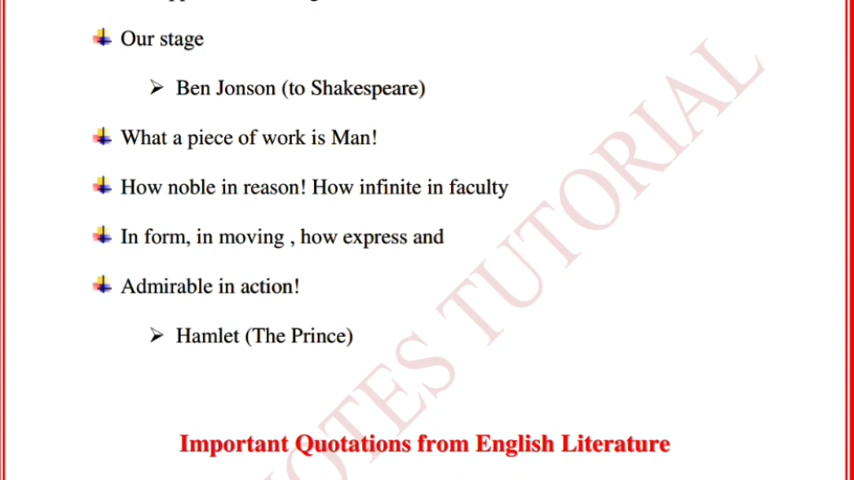 Our stage
Ben Jonson (to Shakespeare)
What a piece of work is Man!
How noble in reason! How infinite in faculty
In form, in moving , how express and
Admirable in action!
Hamlet (The Prince)
Important Quotations from English Literature
OTES TUTORIAL